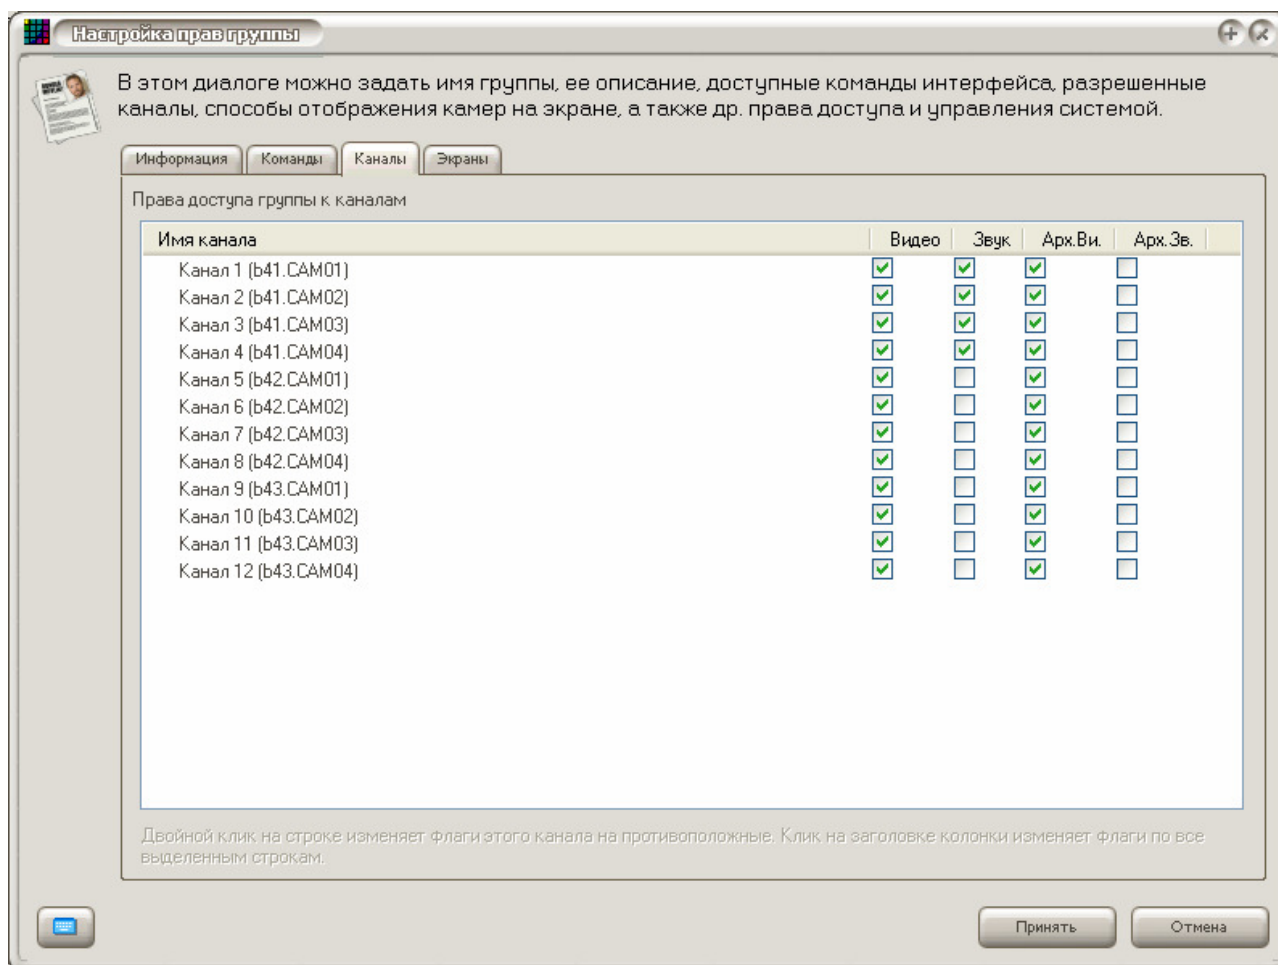 Настройка прав группы
В этом диалоге можно задать имя группы, ее описание, доступные команды интерфейса, разрешенные
каналы, способы отображения камер на экране, а также др. права доступа и управления системой.
Информация Команды Каналы Экраны
Права доступа группы к каналам
Имя канала Видео Звук Арх.Ви. Арх.Зв.
Канал 1 (b41.CAM01)
Канал 2 (b41.CAM02)
Канал 3 (b41.CAM03)
Канал 4 (b41.CAM04)
Канал 5 (b42.CAM01)
Канал 6 (b42.CAM02)
Канал 7 (b42.CAM03)
Канал 8 (b42.CAM04)
Канал 9 (b43.CAM01)
Канал 10 (b43.CAM02)
Канал 11 (b43.CAM03)
Канал 12 (b43.CAM04)
Двойной клик на строке изменяет флаги этого канала на противоположные. Клик на заголовке колонки изменяет флаги по все
выделенным строкам.
Принять Отмена